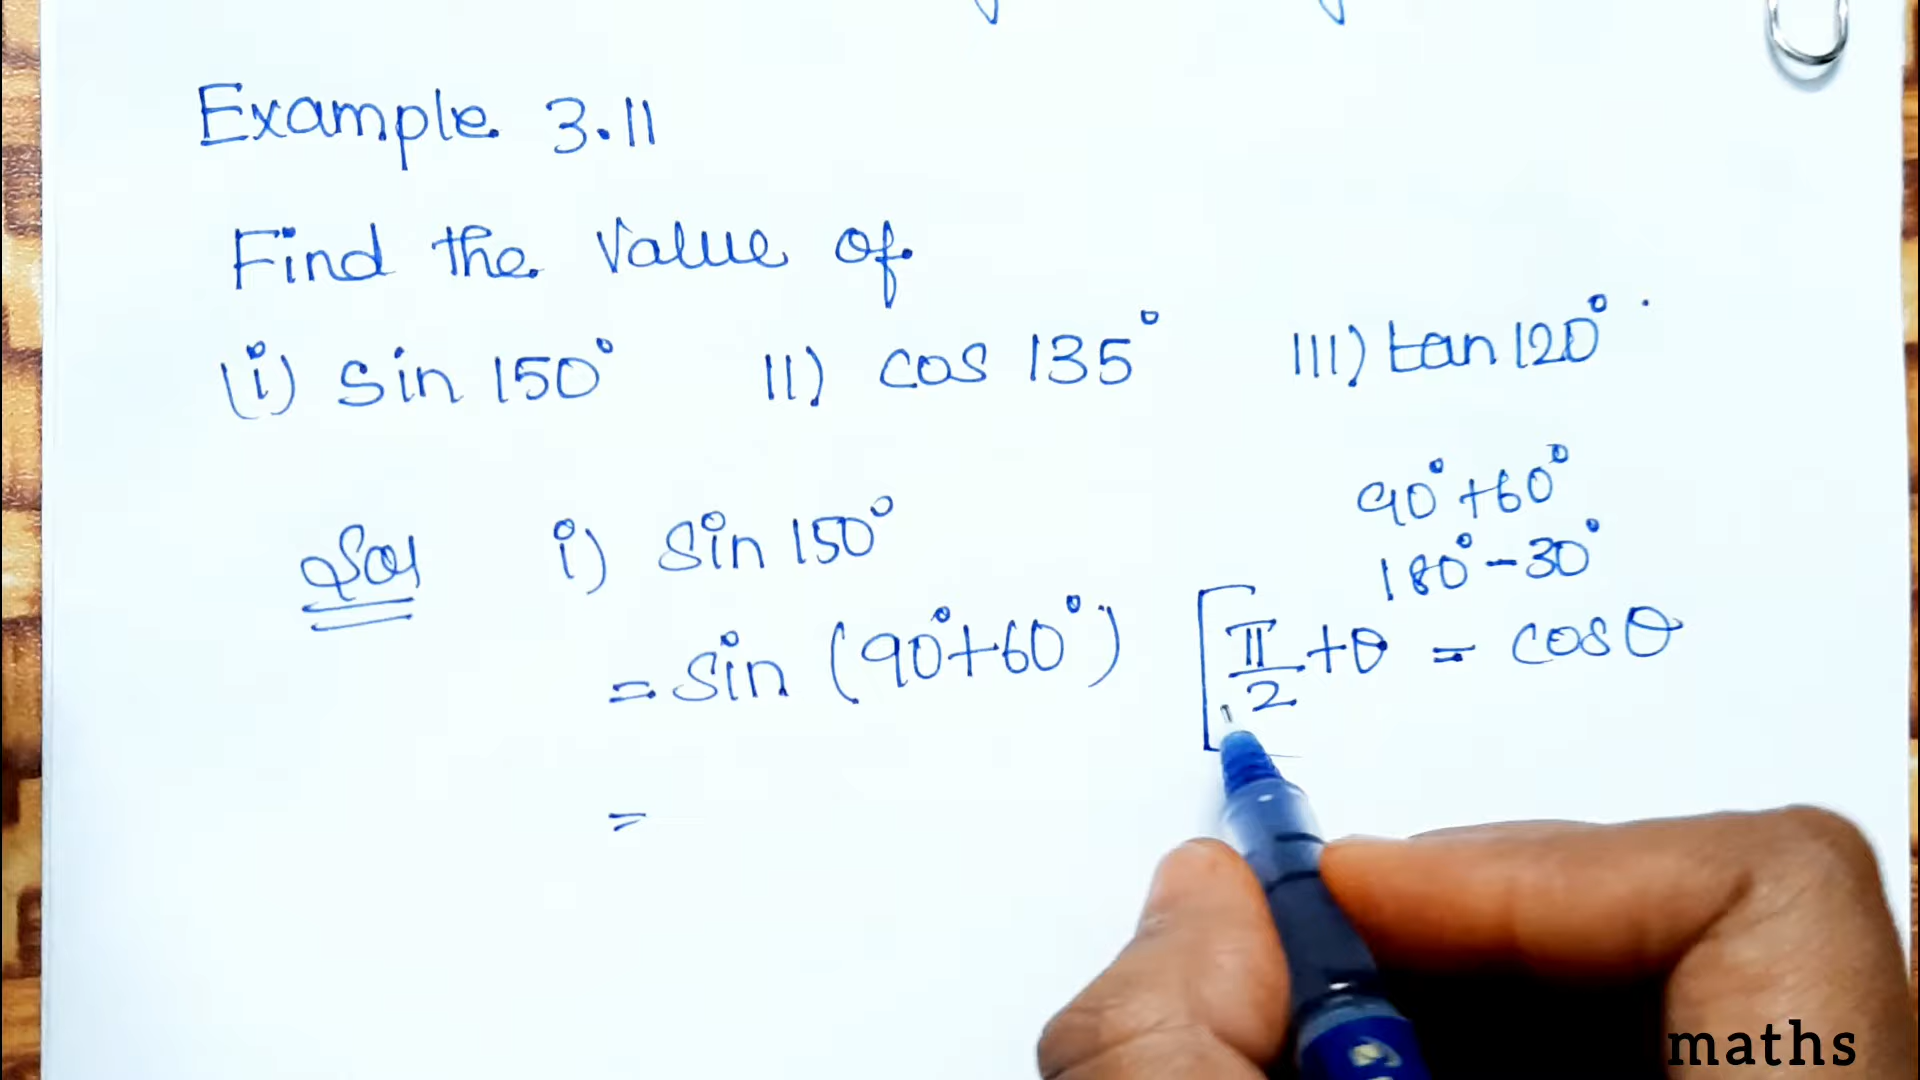 Example 3.11
Find the Value of
(i) sin 150° II) cos 135° III) tan 120°.
90°+60°
180°-30°
Sol i) sin 150°
= sin (90°+60°) [π/2+θ = cosθ
=
maths